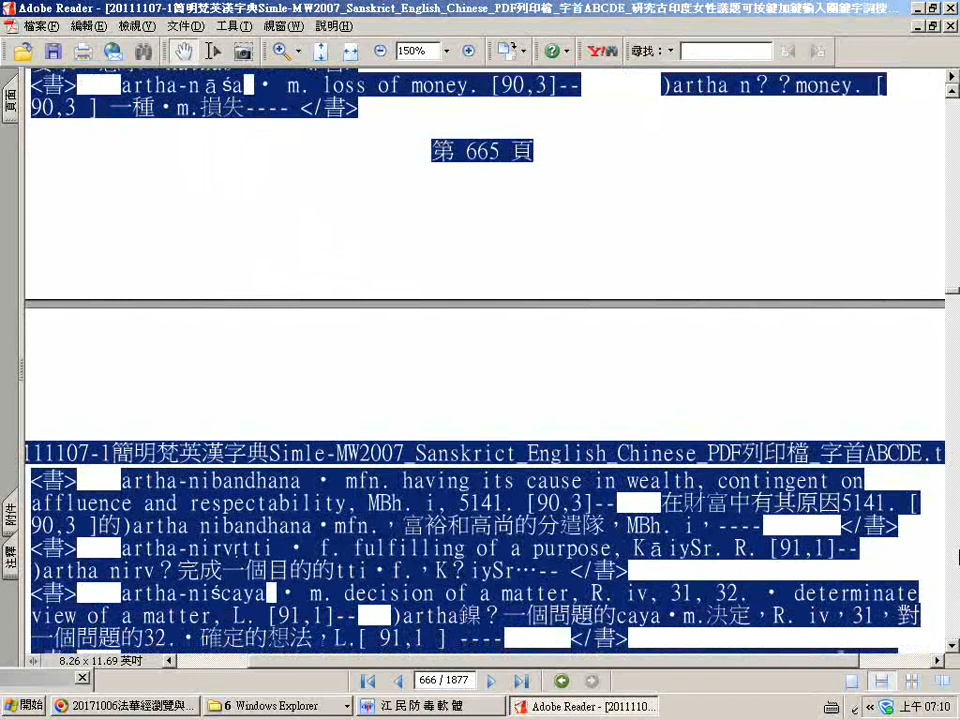 Adobe Reader - [20111107-1簡明梵英漢字典Simle-MW2007_Sanskrict_English_Chinese_PDF列印檔_字首ABCDE_研究古印度女性議題可按鍵加鍵輸入關鍵字詞搜...
檔案(F) 編輯(E) 檢視(V) 文件(D) 工具(T) 視窗(W) 說明(H)
150% Y! 尋找：
頁面
<書> artha-nāśa • m. loss of money. [90,3]-- )artha n？？money. [
90,3 ] 一種•m.損失---- </書>
第 665 頁
111107-1簡明梵英漢字典Simle-MW2007_Sanskrict_English_Chinese_PDF列印檔_字首ABCDE.t
<書> artha-nibandhana • mfn. having its cause in wealth, contingent on
affluence and respectability, MBh. i, 5141. [90,3]-- 在財富中有其原因5141. [
90,3 ]的)artha nibandhana•mfn.，富裕和高尚的分遣隊，MBh. i，---- </書>
<書> artha-nirvṛtti • f. fulfilling of a purpose, KāiySr. R. [91,1]--
)artha nirv？完成一個目的的tti•f.，K？iySr…-- </書>
<書> artha-niścaya • m. decision of a matter, R. iv, 31, 32. • determinate
view of a matter, L. [91,1]-- )artha鎳？一個問題的caya•m.決定，R. iv，31，對
一個問題的32.•確定的想法，L.[ 91,1 ] ---- </書>
附件
注釋
8.26 x 11.69 英吋
666 / 1877
開始 20171006法華經瀏覽與... 6 Windows Explorer 江民防毒軟體 Adobe Reader - [2011110... 上午 07:10